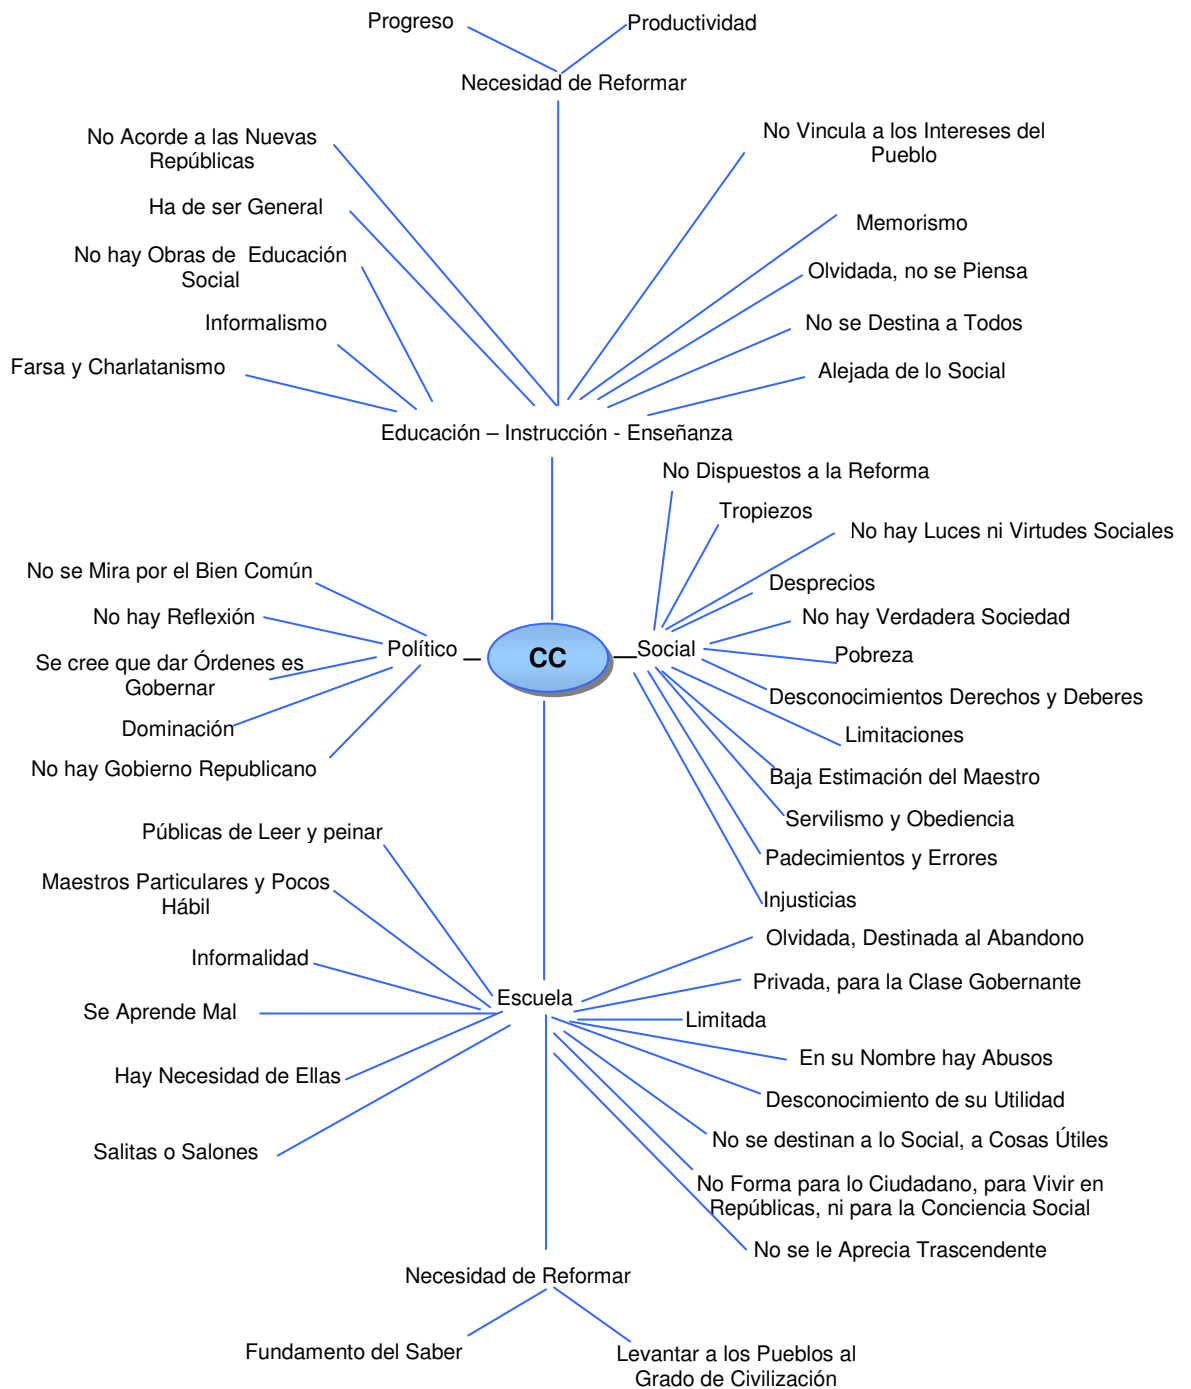 Progreso
Productividad
Necesidad de Reformar
No Acorde a las Nuevas
Repúblicas
No Vincula a los Intereses del
Pueblo
Ha de ser General
Memorismo
No hay Obras de  Educación
Social
Olvidada, no se Piensa
Informalismo
No se Destina a Todos
Farsa y Charlatanismo
Alejada de lo Social
Educación – Instrucción - Enseñanza
No Dispuestos a la Reforma
Tropiezos
No hay Luces ni Virtudes Sociales
No se Mira por el Bien Común
Desprecios
No hay Reflexión
No hay Verdadera Sociedad
Político
CC
Social
Pobreza
Se cree que dar Órdenes es
Gobernar
Desconocimientos Derechos y Deberes
Dominación
Limitaciones
No hay Gobierno Republicano
Baja Estimación del Maestro
Servilismo y Obediencia
Públicas de Leer y peinar
Padecimientos y Errores
Maestros Particulares y Pocos
Hábil
Injusticias
Olvidada, Destinada al Abandono
Informalidad
Privada, para la Clase Gobernante
Escuela
Se Aprende Mal
Limitada
En su Nombre hay Abusos
Hay Necesidad de Ellas
Desconocimiento de su Utilidad
No se destinan a lo Social, a Cosas Útiles
Salitas o Salones
No Forma para lo Ciudadano, para Vivir en
Repúblicas, ni para la Conciencia Social
No se le Aprecia Trascendente
Necesidad de Reformar
Fundamento del Saber
Levantar a los Pueblos al
Grado de Civilización